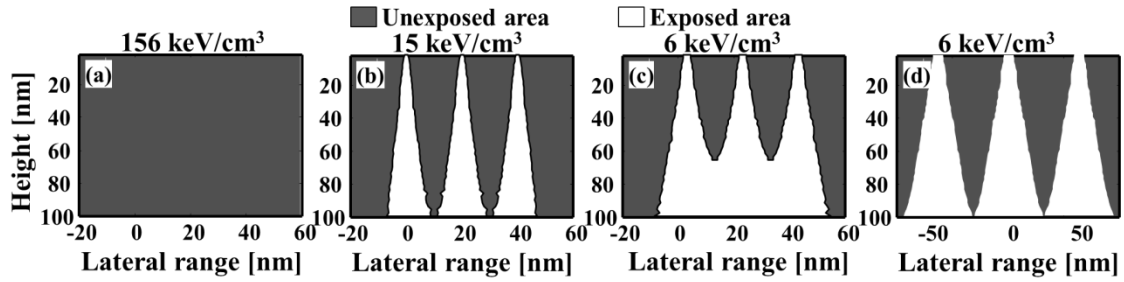 Unexposed area Exposed area
156 keV/cm³ 15 keV/cm³ 6 keV/cm³ 6 keV/cm³
(a) (b) (c) (d)
Height [nm]
20 20 20 20
40 40 40 40
60 60 60 60
80 80 80 80
100 100 100 100
-20 0 20 40 60 -20 0 20 40 60 -20 0 20 40 60 -50 0 50
Lateral range [nm] Lateral range [nm] Lateral range [nm] Lateral range [nm]